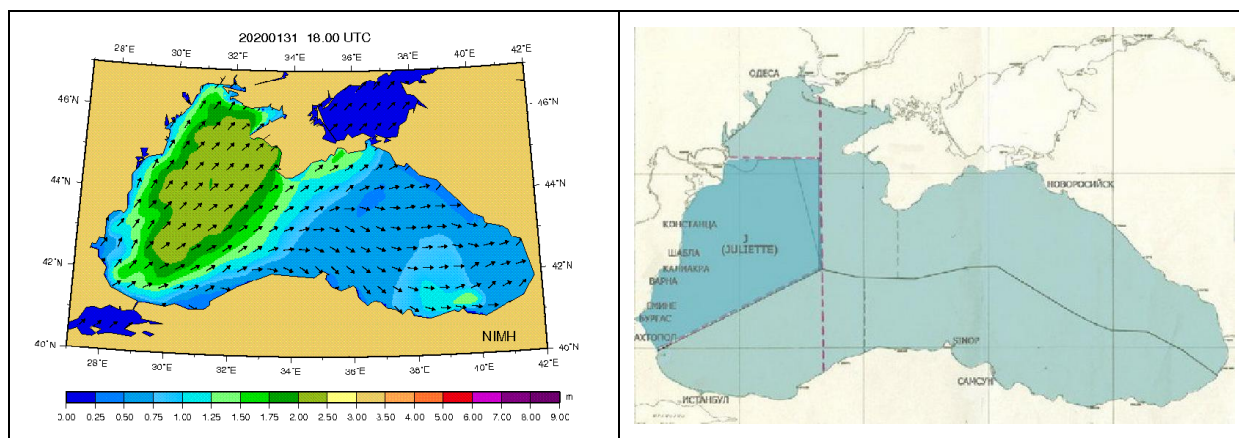 20200131 18.00 UTC
28°E 30°E 32°E 34°E 36°E 38°E 40°E 42°E
46°N 46°N
44°N 44°N
42°N 42°N
40°N 40°N
NIMH
28°E 30°E 32°E 34°E 36°E 38°E 40°E 42°E
m
0.00 0.25 0.50 0.75 1.00 1.25 1.50 1.75 2.00 2.50 3.00 3.50 4.00 5.00 6.00 7.00 8.00 9.00
ОДЕСА
НОВОРОСИЙСК
КОНСТАНЦА
J
(JULIETTE)
ШАБЛА
КАЛИАКРА
ВАРНА
ЕМИНЕ
БУРГАС
АХТОПОЛ
SINOP
САМСУН
ИСТАНБУЛ